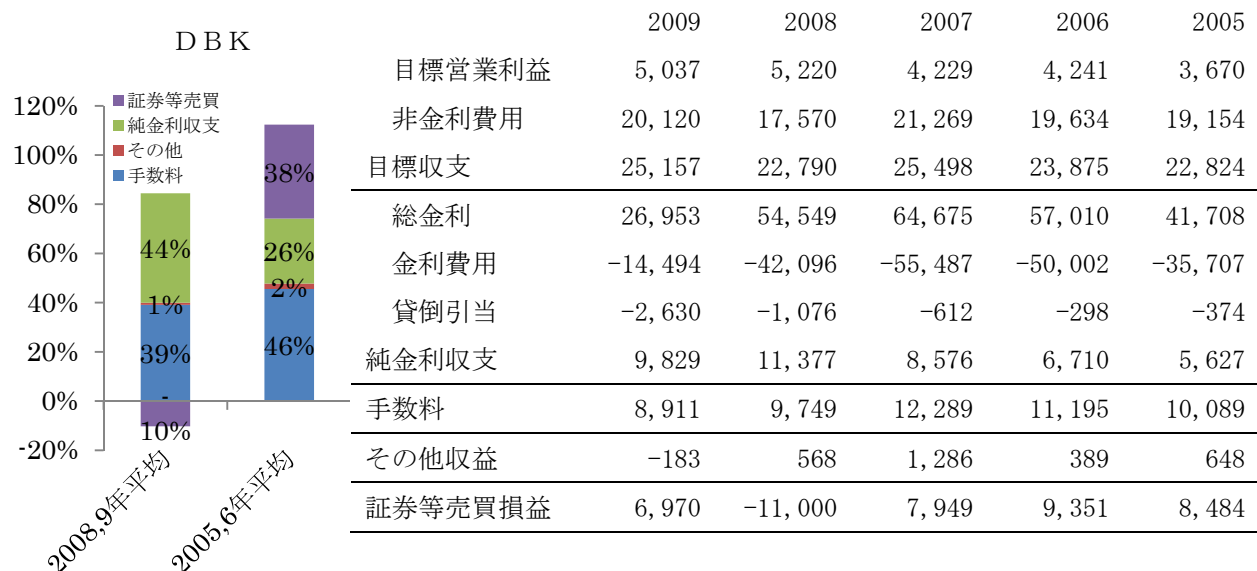 ＤＢＫ
120%
100%
80%
60%
40%
20%
0%
-20%
証券等売買
純金利収支
その他
手数料
44%
1%
39%
-
10%
38%
26%
2%
46%
2008,9年平均
2005,6年平均
2009 2008 2007 2006 2005
目標営業利益 5,037 5,220 4,229 4,241 3,670
非金利費用 20,120 17,570 21,269 19,634 19,154
目標収支 25,157 22,790 25,498 23,875 22,824
総金利 26,953 54,549 64,675 57,010 41,708
金利費用 -14,494 -42,096 -55,487 -50,002 -35,707
貸倒引当 -2,630 -1,076 -612 -298 -374
純金利収支 9,829 11,377 8,576 6,710 5,627
手数料 8,911 9,749 12,289 11,195 10,089
その他収益 -183 568 1,286 389 648
証券等売買損益 6,970 -11,000 7,949 9,351 8,484